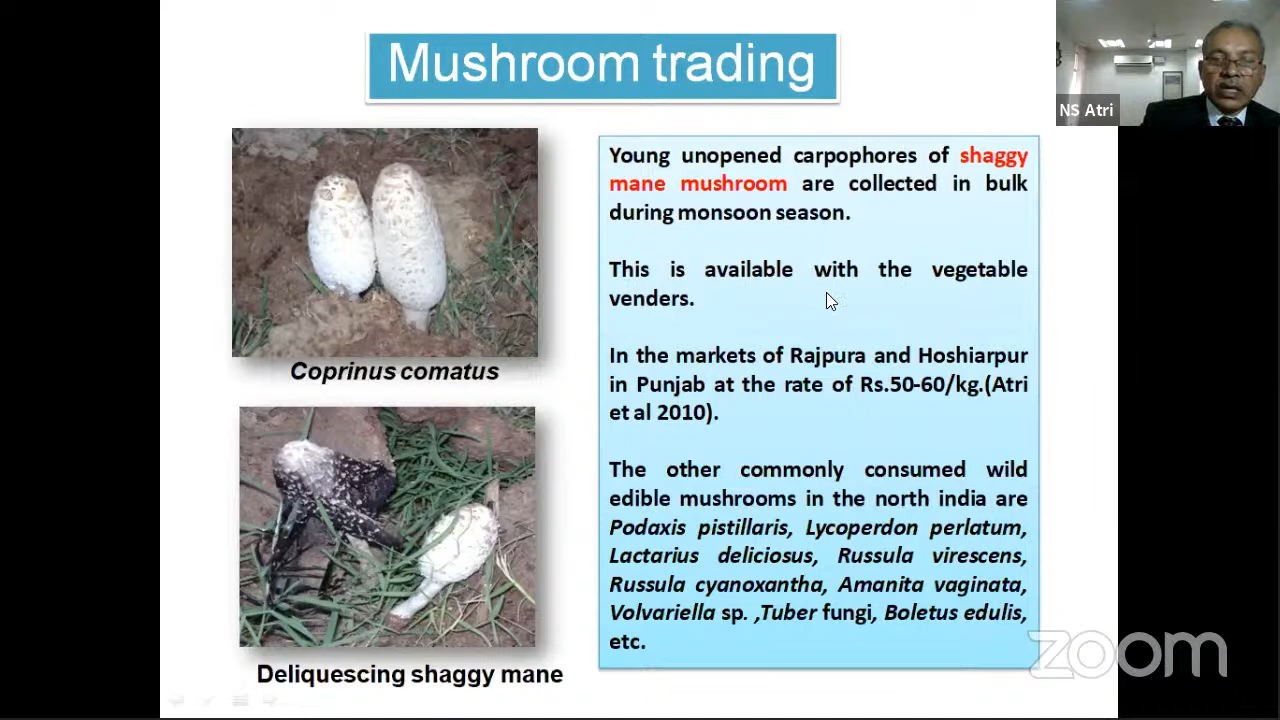 Mushroom trading
NS Atri
Young unopened carpophores of shaggy
mane mushroom are collected in bulk
during monsoon season.
This is available with the vegetable
venders.
In the markets of Rajpura and Hoshiarpur
in Punjab at the rate of Rs.50-60/kg.(Atri
et al 2010).
The other commonly consumed wild
edible mushrooms in the north india are
Podaxis pistillaris, Lycoperdon perlatum,
Lactarius deliciosus, Russula virescens,
Russula cyanoxantha, Amanita vaginata,
Volvariella sp. ,Tuber fungi, Boletus edulis,
etc.
Coprinus comatus
Deliquescing shaggy mane
zoom